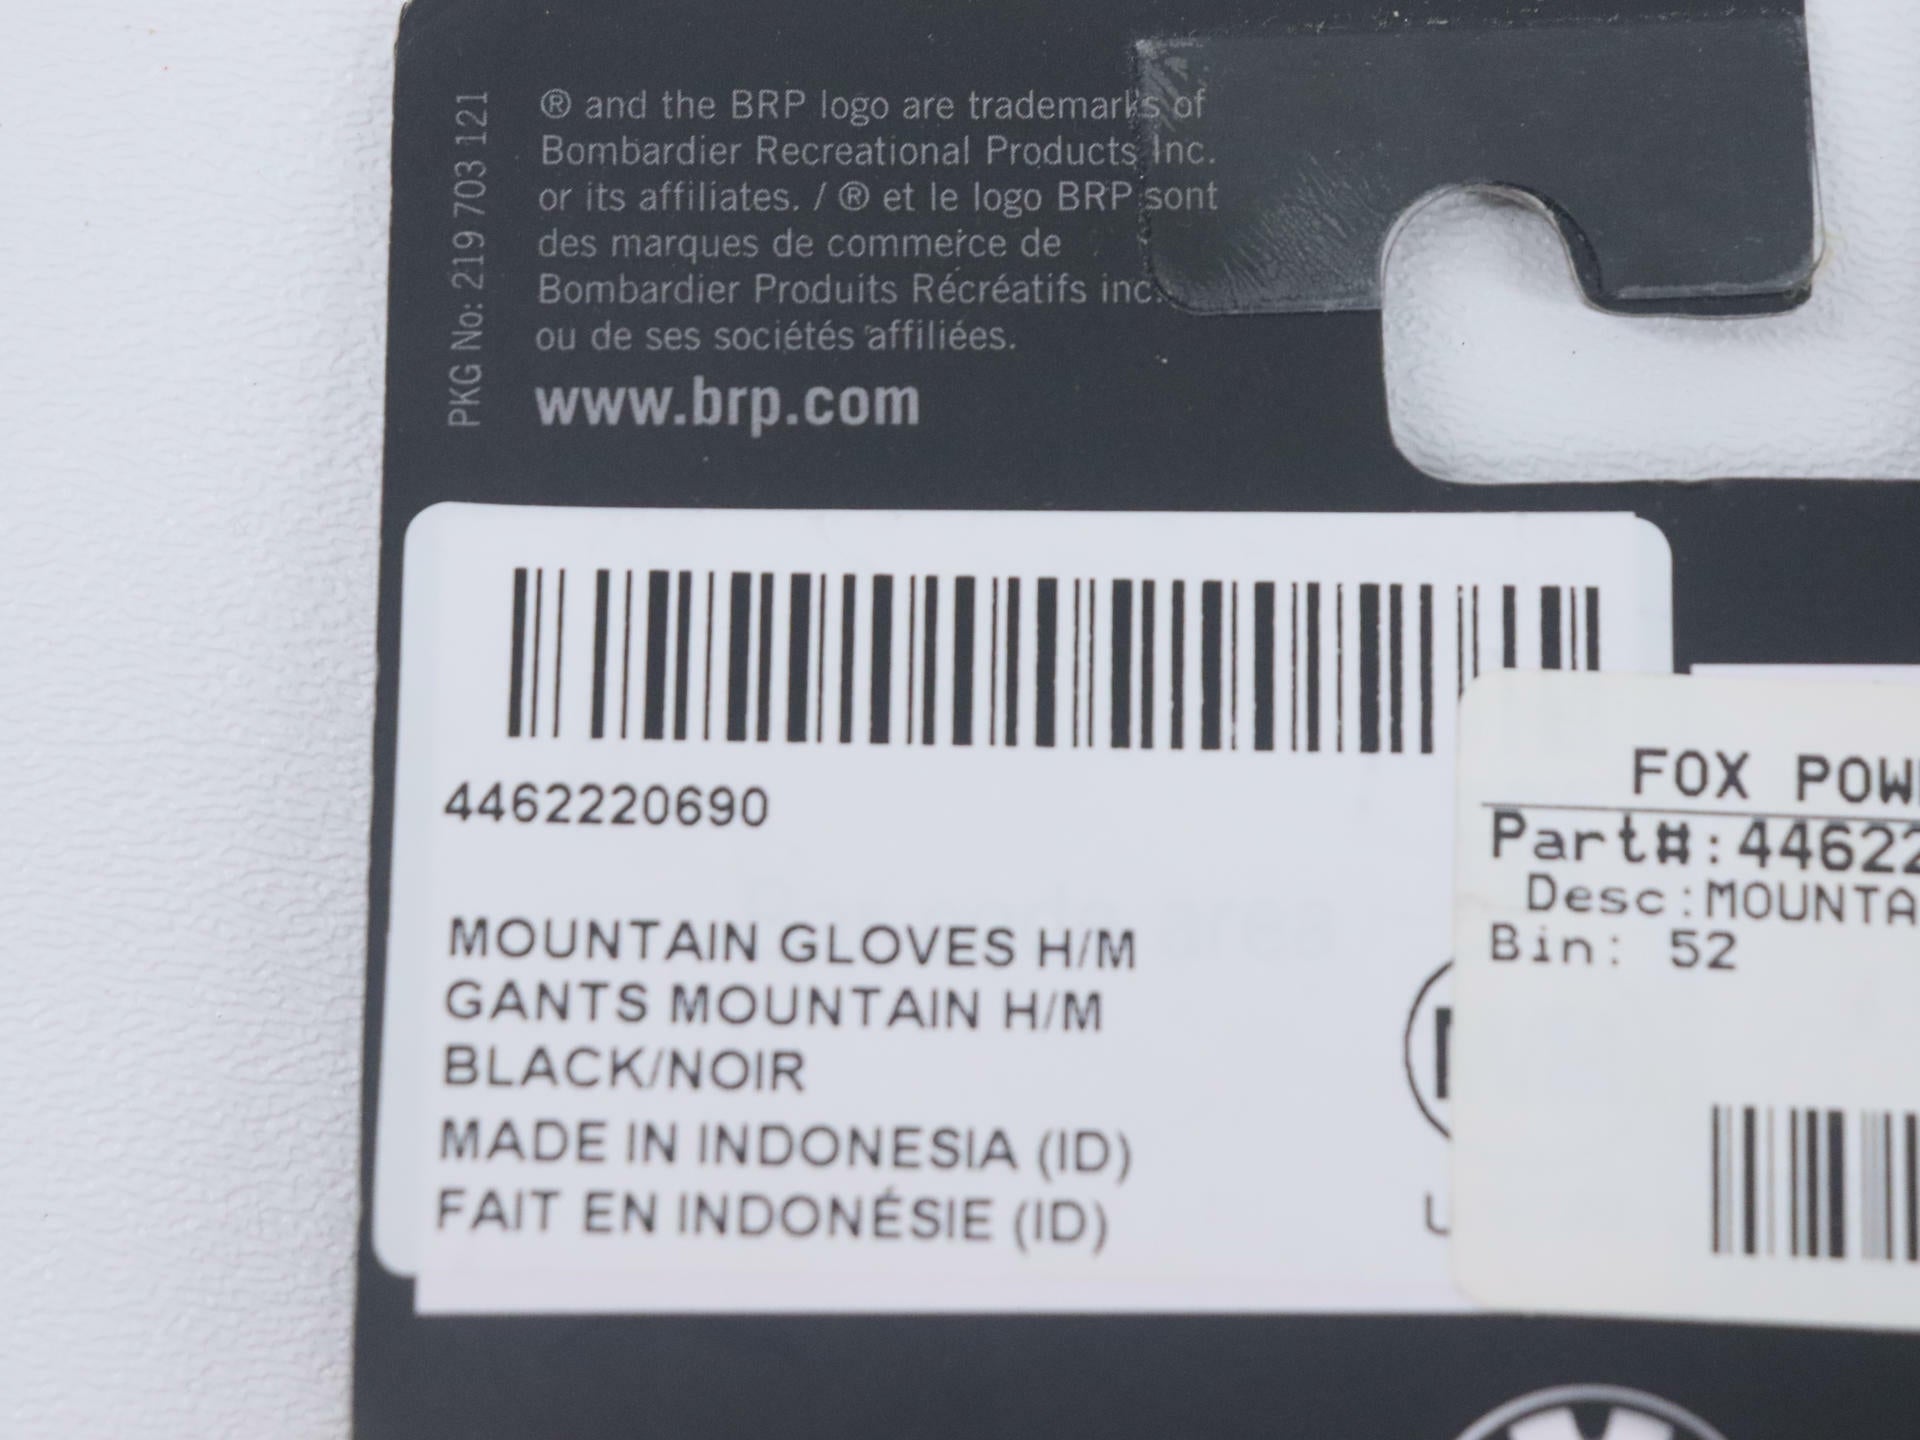 PKG No: 219 703 121
® and the BRP logo are trademarks of
Bombardier Recreational Products Inc.
or its affiliates. / ® et le logo BRP sont
des marques de commerce de
Bombardier Produits Récréatifs inc.
ou de ses sociétés affiliées.
www.brp.com
4462220690
MOUNTAIN GLOVES H/M
GANTS MOUNTAIN H/M
BLACK/NOIR
MADE IN INDONESIA (ID)
FAIT EN INDONÉSIE (ID)
FOX POW
Part#:44622
Desc:MOUNTA
Bin: 52